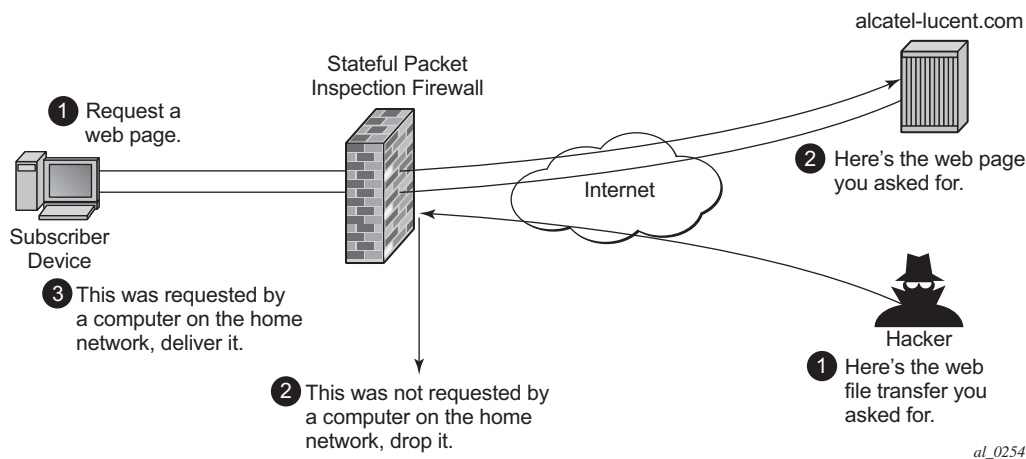 alcatel-lucent.com
Stateful Packet
Inspection Firewall
1 Request a
web page.
2 Here's the web page
you asked for.
Internet
Subscriber
Device
3 This was requested by
a computer on the home
network, deliver it.
Hacker
1 Here's the web
file transfer you
asked for.
2 This was not requested by
a computer on the home
network, drop it.
al_0254